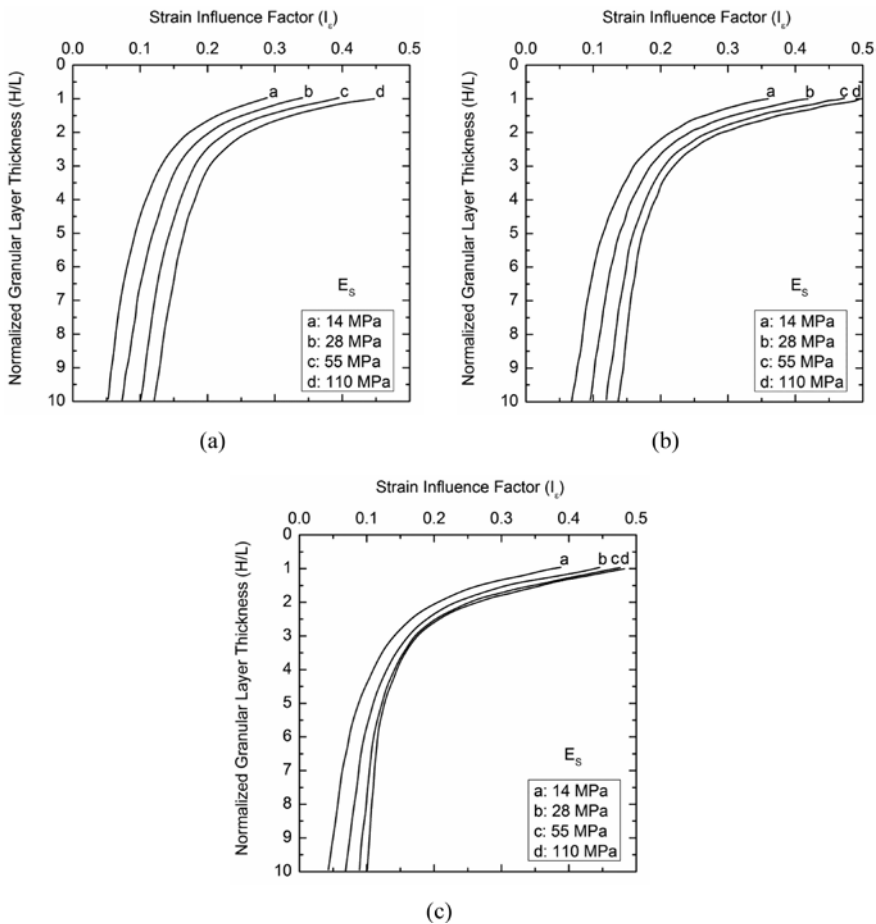 Strain Influence Factor (Iε)
0.0 0.1 0.2 0.3 0.4 0.5
Normalized Granular Layer Thickness (H/L)
0
1
2
3
4
5
6
7
8
9
10
a b c d
ES
a: 14 MPa
b: 28 MPa
c: 55 MPa
d: 110 MPa
(a)
Strain Influence Factor (Iε)
0.0 0.1 0.2 0.3 0.4 0.5
Normalized Granular Layer Thickness (H/L)
0
1
2
3
4
5
6
7
8
9
10
a b c d
ES
a: 14 MPa
b: 28 MPa
c: 55 MPa
d: 110 MPa
(b)
Strain Influence Factor (Iε)
0.0 0.1 0.2 0.3 0.4 0.5
Normalized Granular Layer Thickness (H/L)
0
1
2
3
4
5
6
7
8
9
10
a b c d
ES
a: 14 MPa
b: 28 MPa
c: 55 MPa
d: 110 MPa
(c)